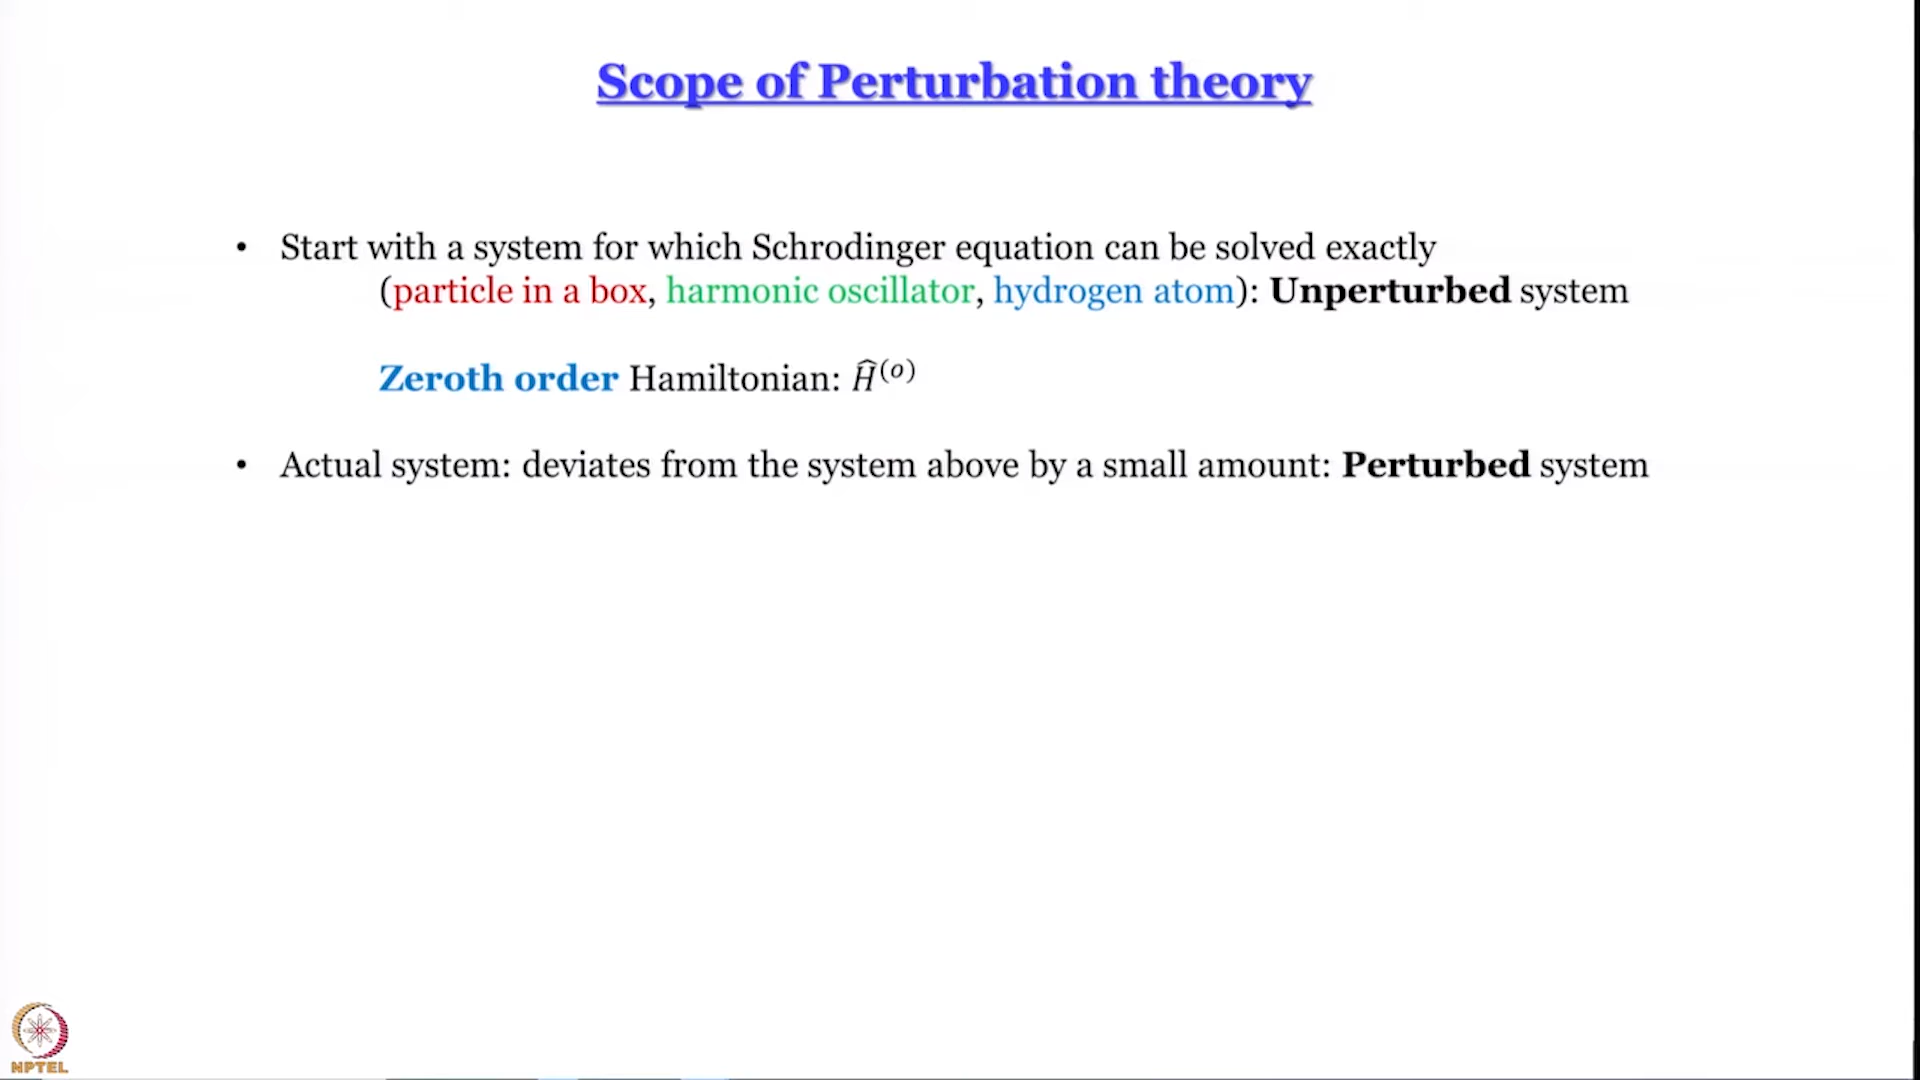 Scope of Perturbation theory
• Start with a system for which Schrodinger equation can be solved exactly
(particle in a box, harmonic oscillator, hydrogen atom): Unperturbed system
Zeroth order Hamiltonian: Ĥ⁽ᵒ⁾
• Actual system: deviates from the system above by a small amount: Perturbed system
NPTEL